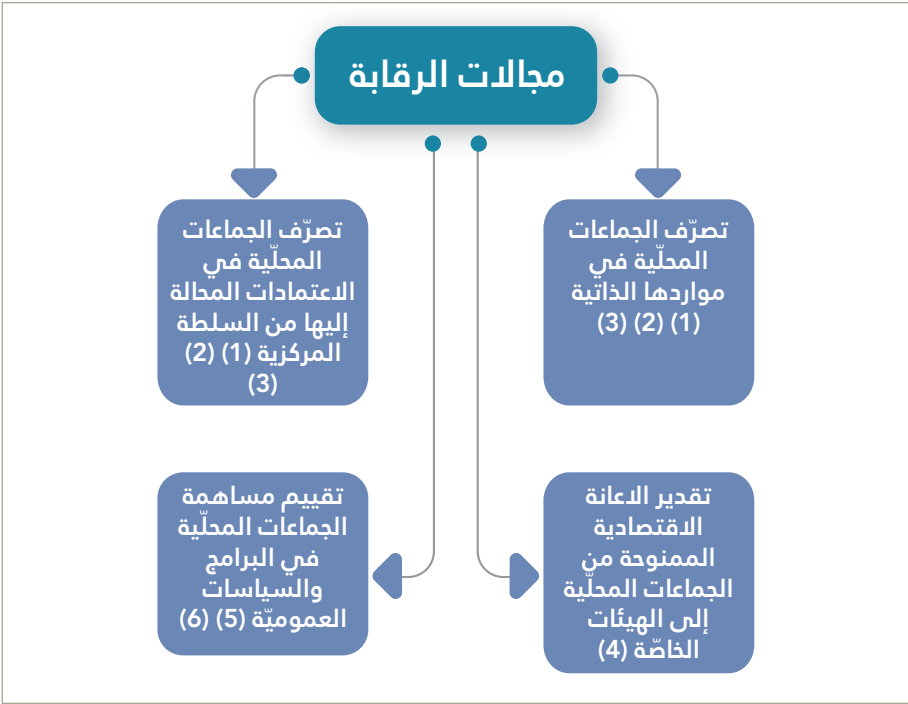 مجالات الرقابة
تصرّف الجماعات
المحلّية في
مواردها الذاتية
(1) (2) (3)
تصرّف الجماعات
المحلّية في
الاعتمادات المحالة
إليها من السلطة
المركزية (1) (2)
(3)
تقدير الاعانة
الاقتصادية
الممنوحة من
الجماعات المحلّية
إلى الهيئات
الخاصّة (4)
تقييم مساهمة
الجماعات المحلّية
في البرامج
والسياسات
العموميّة (5) (6)